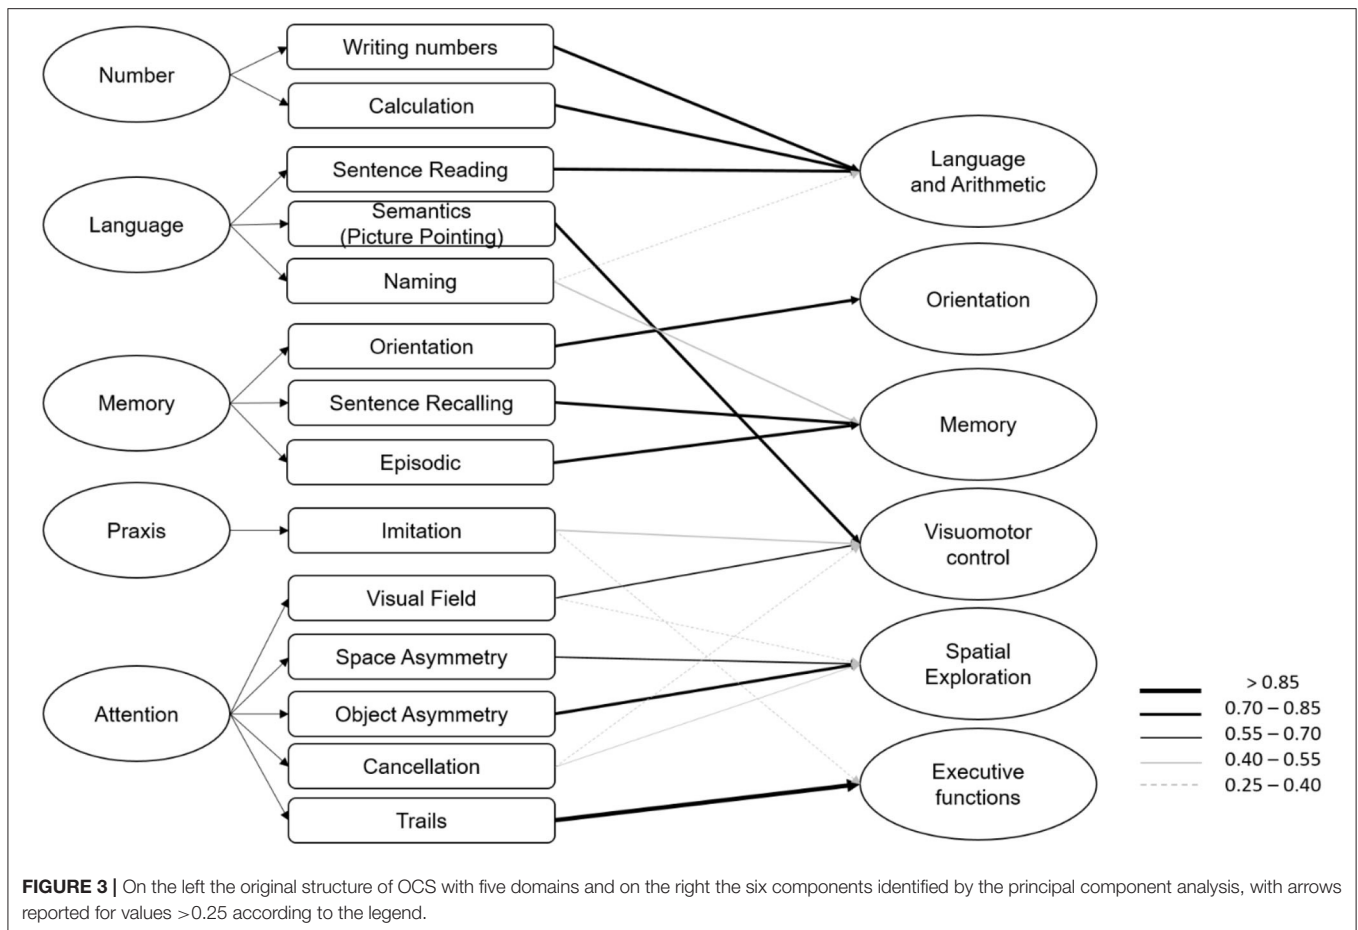 Number
Language
Memory
Praxis
Attention
Writing numbers
Calculation
Sentence Reading
Semantics
(Picture Pointing)
Naming
Orientation
Sentence Recalling
Episodic
Imitation
Visual Field
Space Asymmetry
Object Asymmetry
Cancellation
Trails
Language
and Arithmetic
Orientation
Memory
Visuomotor
control
Spatial
Exploration
Executive
functions
> 0.85
0.70 – 0.85
0.55 – 0.70
0.40 – 0.55
0.25 – 0.40
FIGURE 3 | On the left the original structure of OCS with five domains and on the right the six components identified by the principal component analysis, with arrows
reported for values >0.25 according to the legend.